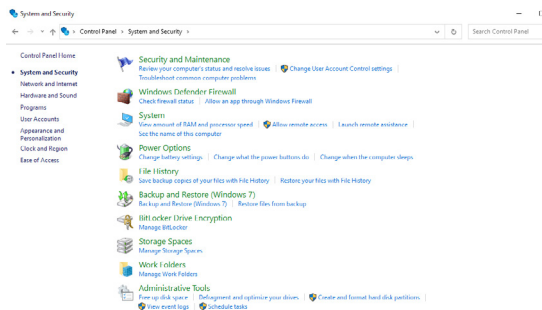 System and Security
Control Panel
System and Security
Search Control Panel
Control Panel Home
System and Security
Network and Internet
Hardware and Sound
Programs
User Accounts
Appearance and
Personalization
Clock and Region
Ease of Access
Security and Maintenance
Review your computer's status and resolve issues
Change User Account Control settings
Troubleshoot common computer problems
Windows Defender Firewall
Check firewall status
Allow an app through Windows Firewall
System
View amount of RAM and processor speed
Allow remote access
Launch remote assistance
See the name of this computer
Power Options
Change battery settings
Change what the power buttons do
Change when the computer sleeps
File History
Save backup copies of your files with File History
Restore your files with File History
Backup and Restore (Windows 7)
Backup and Restore (Windows 7)
Restore files from backup
BitLocker Drive Encryption
Manage BitLocker
Storage Spaces
Manage Storage Spaces
Work Folders
Manage Work Folders
Administrative Tools
Free up disk space
Defragment and optimize your drives
Create and format hard disk partitions
View event logs
Schedule tasks